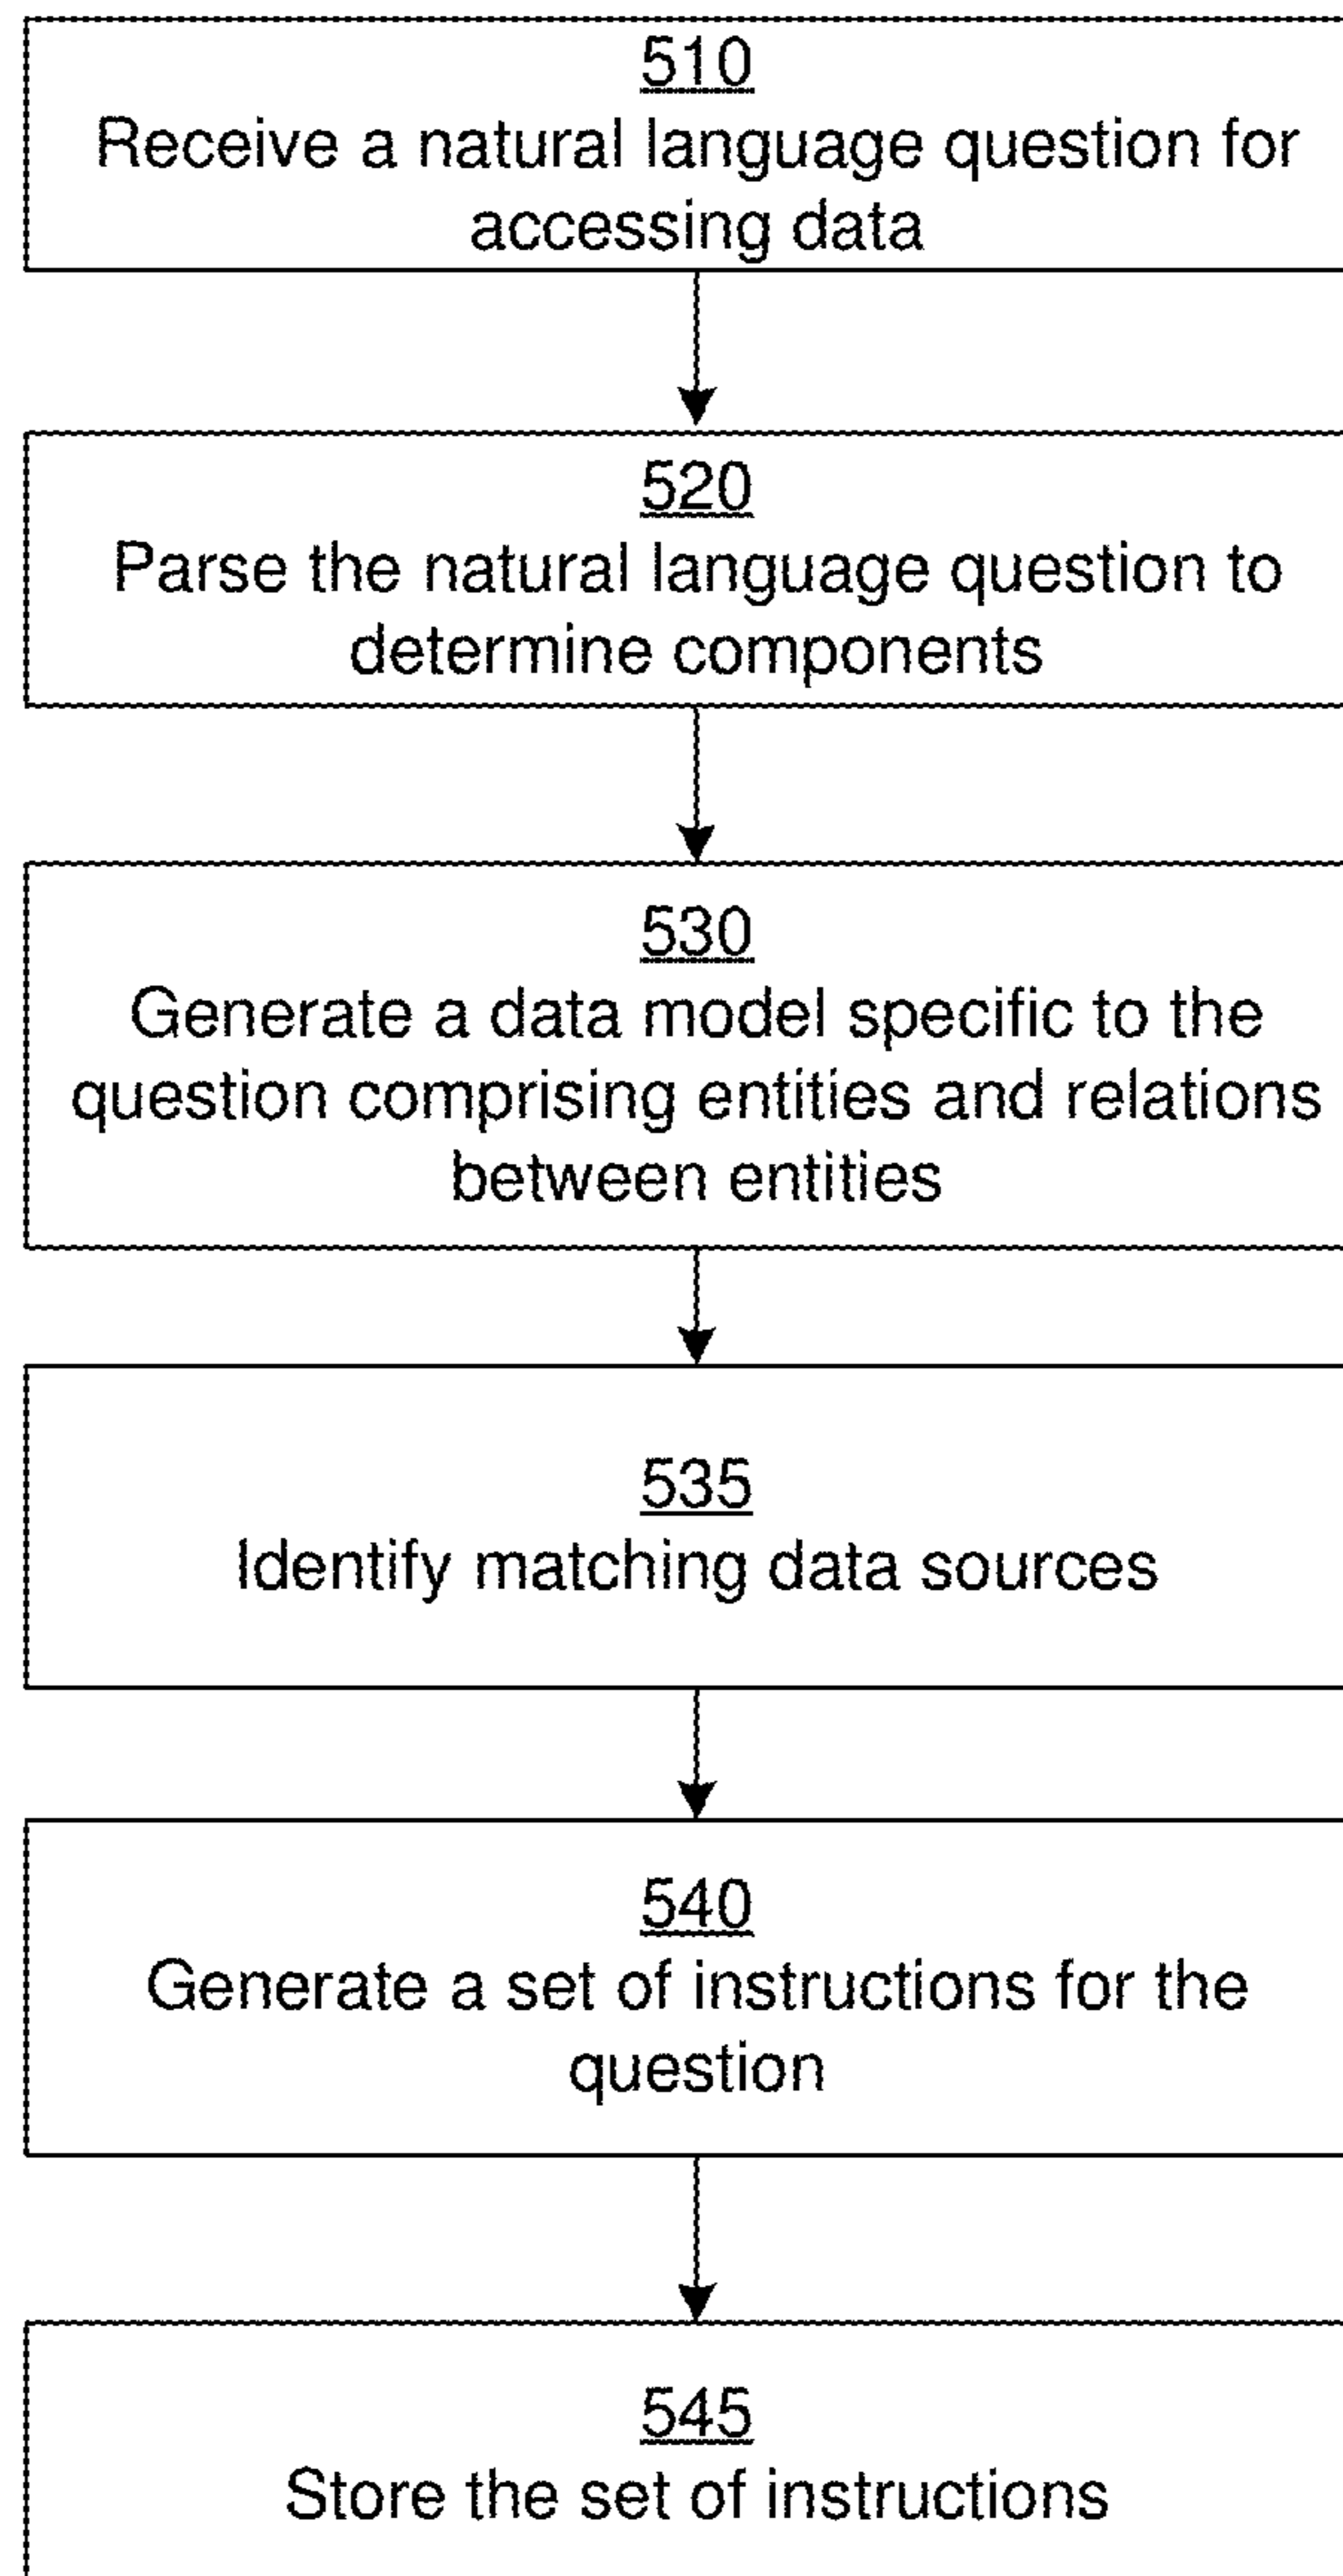 510
Receive a natural language question for
accessing data
520
Parse the natural language question to
determine components
530
Generate a data model specific to the
question comprising entities and relations
between entities
535
Identify matching data sources
540
Generate a set of instructions for the
question
545
Store the set of instructions